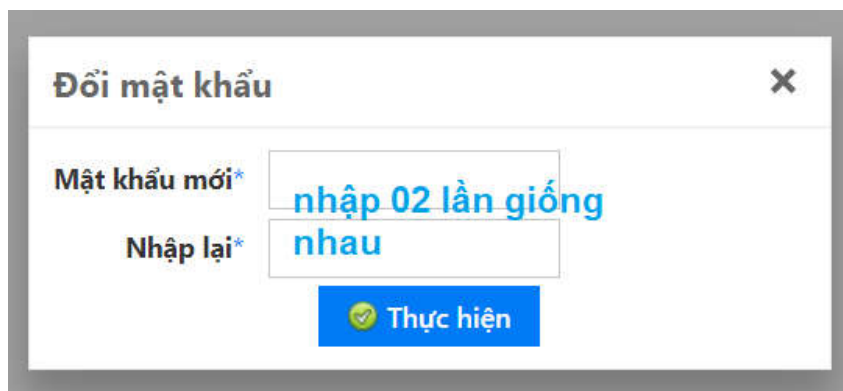 Đổi mật khẩu
Mật khẩu mới*
nhập 02 lần giống
Nhập lại*
nhau
Thực hiện